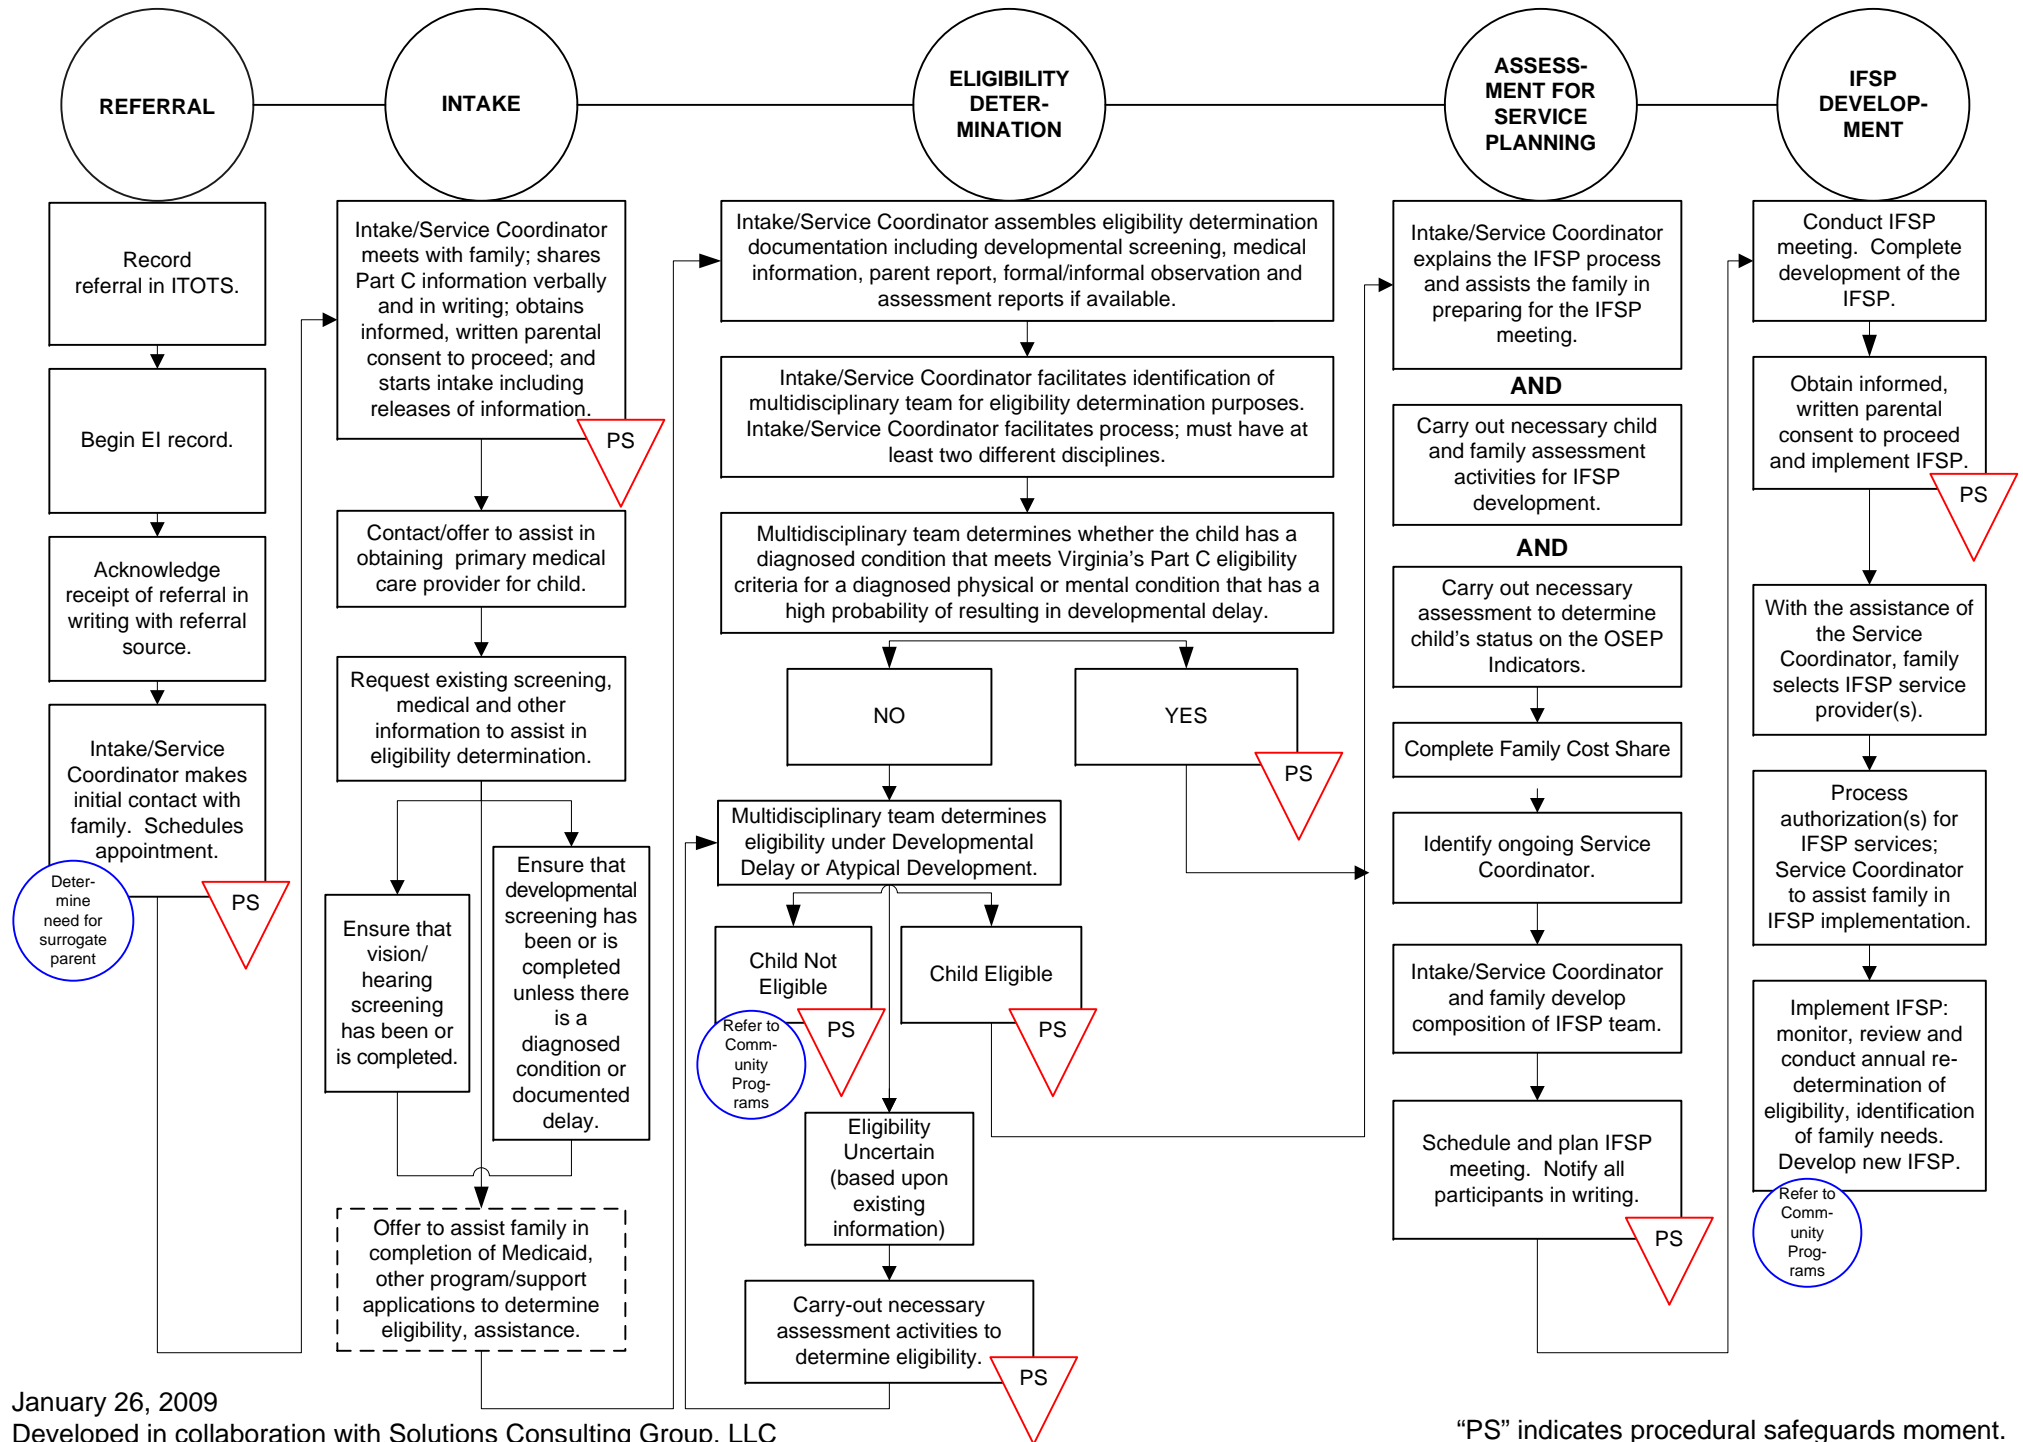 REFERRAL
INTAKE
ELIGIBILITY
DETER-
MINATION
ASSESS-
MENT FOR
SERVICE
PLANNING
IFSP
DEVELOP-
MENT
Record
referral in ITOTS.
Begin EI record.
Acknowledge
receipt of referral in
writing with referral
source.
Intake/Service
Coordinator makes
initial contact with
family.  Schedules
appointment.
Deter-
mine
need for
surrogate
parent
PS
Intake/Service Coordinator
meets with family; shares
Part C information verbally
and in writing; obtains
informed, written parental
consent to proceed; and
starts intake including
releases of information.
PS
Contact/offer to assist in
obtaining  primary medical
care provider for child.
Request existing screening,
medical and other
information to assist in
eligibility determination.
Ensure that
vision/
hearing
screening
has been or
is completed.
Ensure that
developmental
screening has
been or is
completed
unless there
is a
diagnosed
condition or
documented
delay.
Offer to assist family in
completion of Medicaid,
other program/support
applications to determine
eligibility, assistance.
Intake/Service Coordinator assembles eligibility determination
documentation including developmental screening, medical
information, parent report, formal/informal observation and
assessment reports if available.
Intake/Service Coordinator facilitates identification of
multidisciplinary team for eligibility determination purposes.
Intake/Service Coordinator facilitates process; must have at
least two different disciplines.
Multidisciplinary team determines whether the child has a
diagnosed condition that meets Virginia's Part C eligibility
criteria for a diagnosed physical or mental condition that has a
high probability of resulting in developmental delay.
NO
YES
PS
Multidisciplinary team determines
eligibility under Developmental
Delay or Atypical Development.
Child Not
Eligible
PS
Refer to
Comm-
unity
Prog-
rams
Child Eligible
PS
Eligibility
Uncertain
(based upon
existing
information)
Carry-out necessary
assessment activities to
determine eligibility.
PS
Intake/Service Coordinator
explains the IFSP process
and assists the family in
preparing for the IFSP
meeting.
AND
Carry out necessary child
and family assessment
activities for IFSP
development.
AND
Carry out necessary
assessment to determine
child's status on the OSEP
Indicators.
Complete Family Cost Share
Identify ongoing Service
Coordinator.
Intake/Service Coordinator
and family develop
composition of IFSP team.
Schedule and plan IFSP
meeting.  Notify all
participants in writing.
PS
Conduct IFSP
meeting.  Complete
development of the
IFSP.
Obtain informed,
written parental
consent to proceed
and implement IFSP.
PS
With the assistance of
the Service
Coordinator, family
selects IFSP service
provider(s).
Process
authorization(s) for
IFSP services;
Service Coordinator
to assist family in
IFSP implementation.
Implement IFSP:
monitor, review and
conduct annual re-
determination of
eligibility, identification
of family needs.
Develop new IFSP.
Refer to
Comm-
unity
Prog-
rams
January 26, 2009
Developed in collaboration with Solutions Consulting Group, LLC
"PS" indicates procedural safeguards moment.